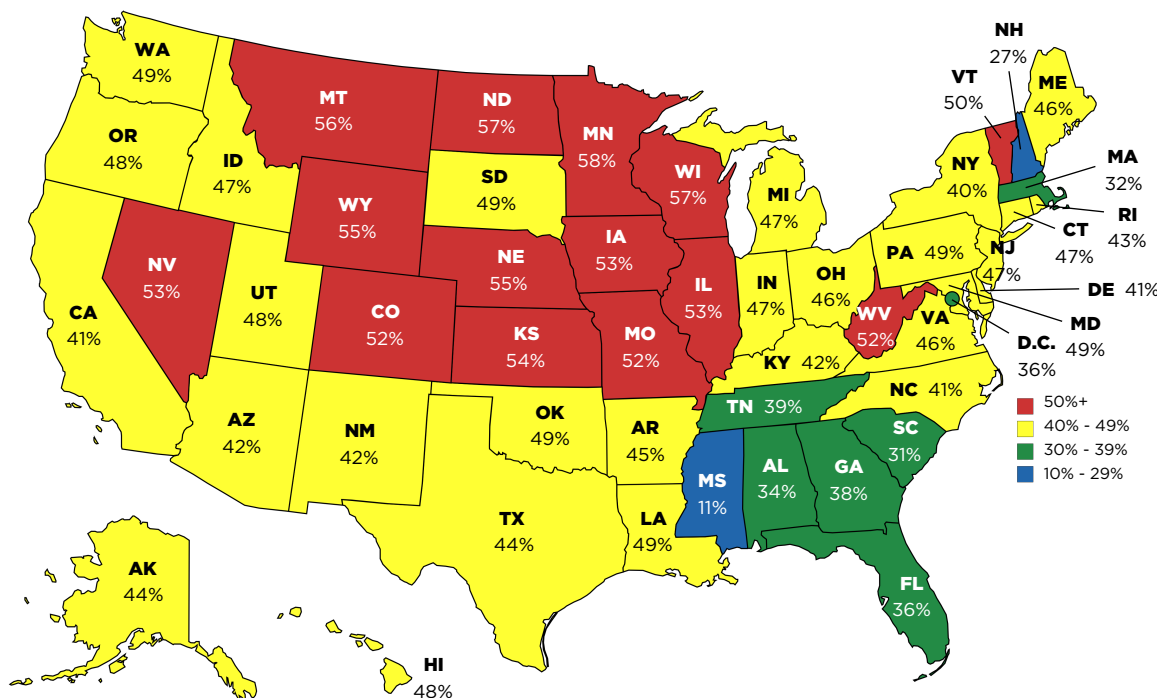 WA
49%
OR
48%
CA
41%
NV
53%
ID
47%
MT
56%
WY
55%
UT
48%
CO
52%
AZ
42%
NM
42%
ND
57%
SD
49%
NE
55%
KS
54%
OK
49%
TX
44%
MN
58%
IA
53%
MO
52%
AR
45%
LA
49%
WI
57%
IL
53%
MI
47%
IN
47%
OH
46%
KY 42%
TN 39%
MS
11%
AL
34%
GA
38%
FL
36%
SC
31%
NC 41%
VA
46%
WV
52%
PA 49%
NY
40%
VT
50%
NH
27%
ME
46%
MA
32%
RI
43%
CT
47%
NJ
47%
DE 41%
MD
49%
D.C.
36%
AK
44%
HI
48%
50%+
40% - 49%
30% - 39%
10% - 29%